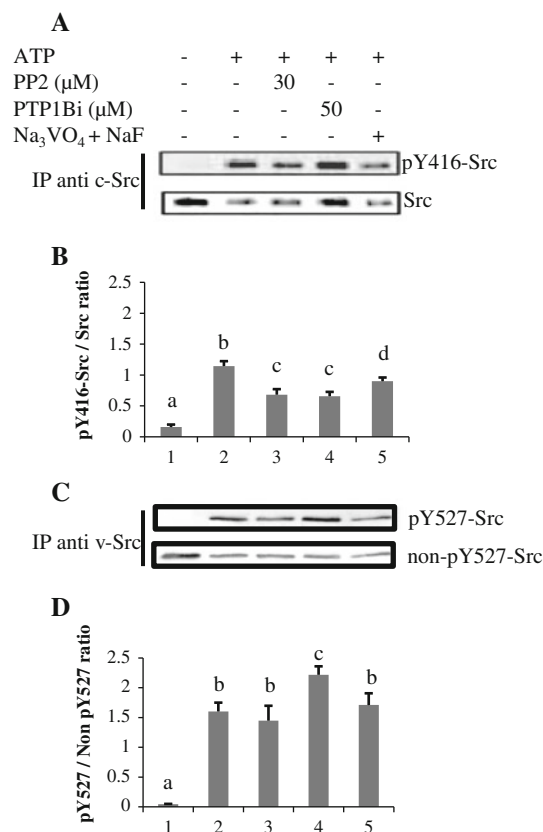 A
ATP - + + + +
PP2 (µM) - - 30 - -
PTP1Bi (µM) - - - 50 -
Na₃VO₄ + NaF - - - - +
IP anti c-Src
pY416-Src
Src
B
pY416-Src / Src ratio
2.5
2
1.5
1
0.5
0
a b c c d
1 2 3 4 5
C
IP anti v-Src
pY527-Src
non-pY527-Src
D
pY527 / Non pY527 ratio
2.5
2
1.5
1
0.5
0
a b b c b
1 2 3 4 5